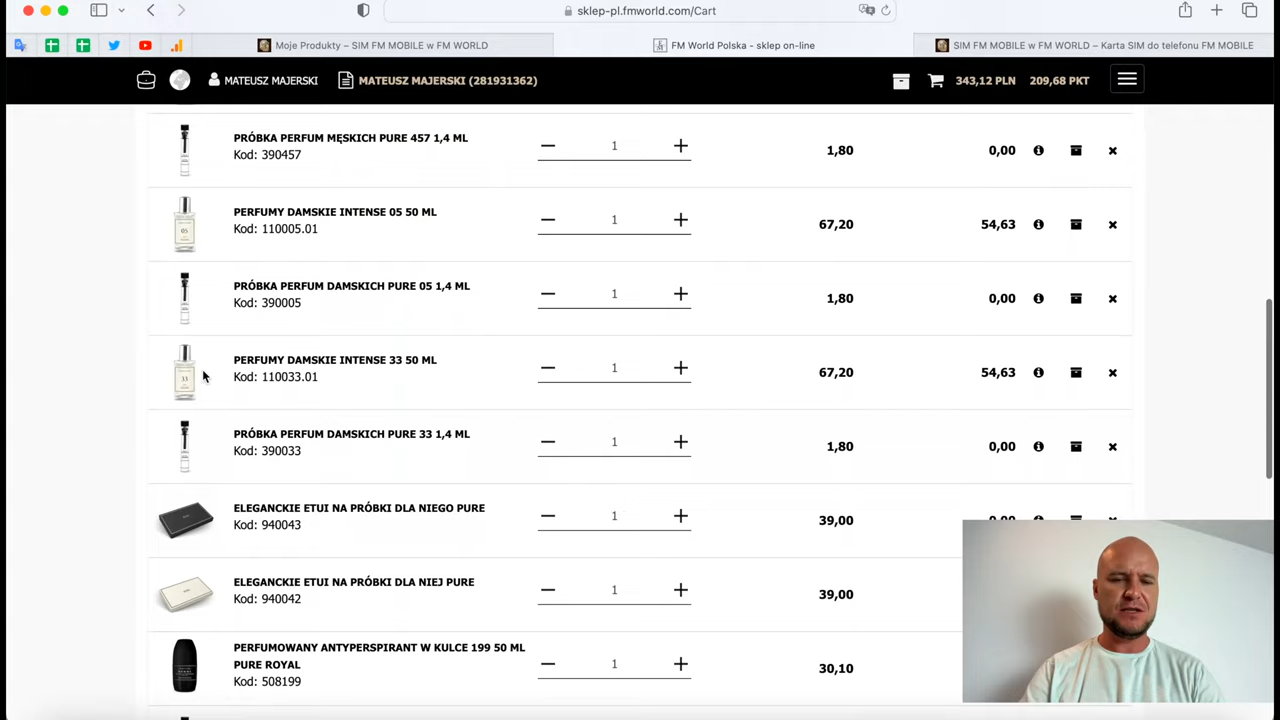 sklep-pl.fmworld.com/Cart
Moje Produkty – SIM FM MOBILE w FM WORLD
FM World Polska - sklep on-line
SIM FM MOBILE w FM WORLD – Karta SIM do telefonu FM MOBILE
MATEUSZ MAJERSKI
MATEUSZ MAJERSKI (281931362)
343,12 PLN
209,68 PKT
PRÓBKA PERFUM MĘSKICH PURE 457 1,4 ML
Kod: 390457
1
1,80
0,00
PERFUMY DAMSKIE INTENSE 05 50 ML
Kod: 110005.01
1
67,20
54,63
05
PRÓBKA PERFUM DAMSKICH PURE 05 1,4 ML
Kod: 390005
1
1,80
0,00
PERFUMY DAMSKIE INTENSE 33 50 ML
Kod: 110033.01
1
67,20
54,63
33
PRÓBKA PERFUM DAMSKICH PURE 33 1,4 ML
Kod: 390033
1
1,80
0,00
ELEGANCKIE ETUI NA PRÓBKI DLA NIEGO PURE
Kod: 940043
1
39,00
ELEGANCKIE ETUI NA PRÓBKI DLA NIEJ PURE
Kod: 940042
1
39,00
PERFUMOWANY ANTYPERSPIRANT W KULCE 199 50 ML
PURE ROYAL
Kod: 508199
1
30,10